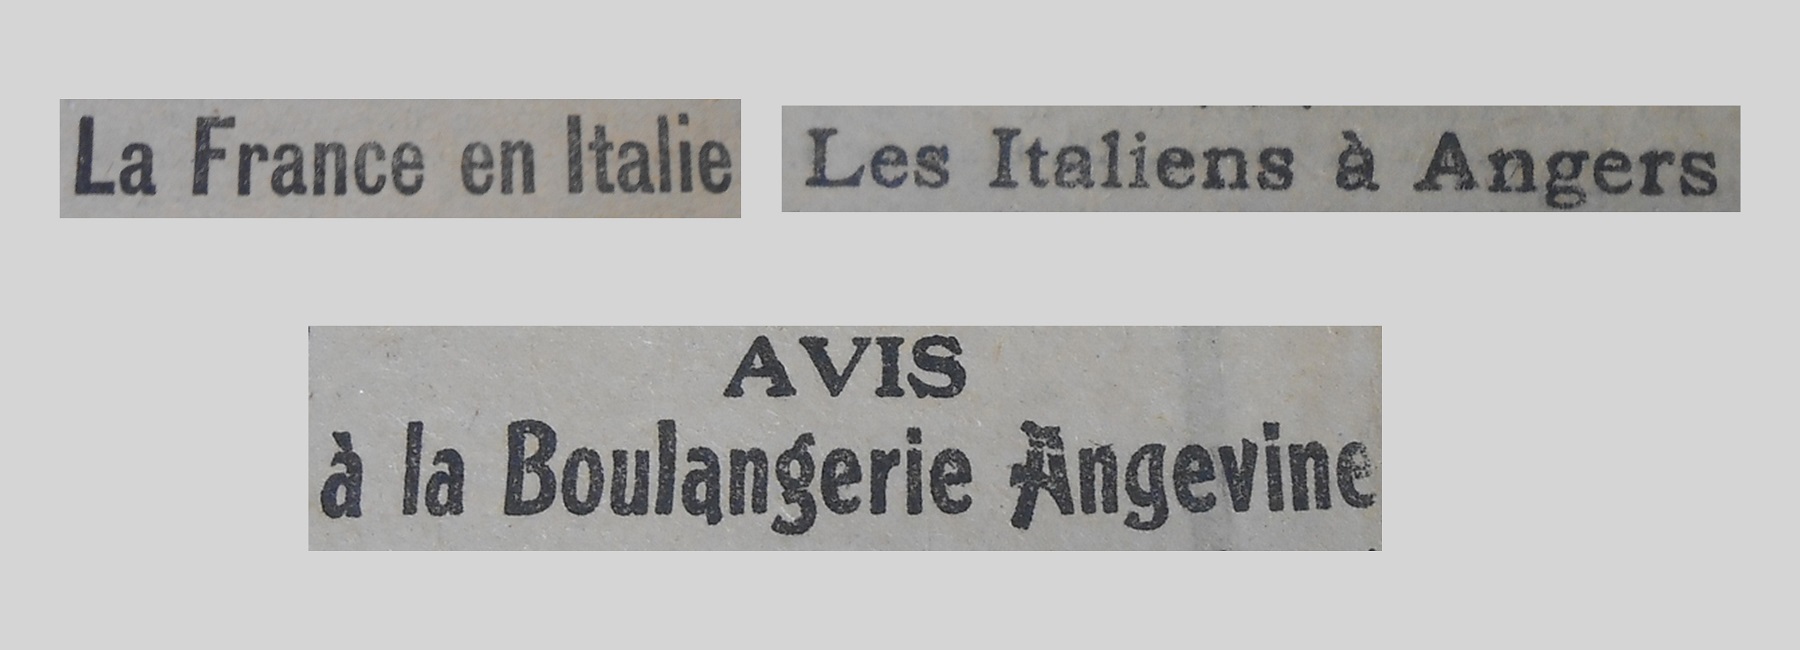 La France en Italie
Les Italiens à Angers
AVIS
à la Boulangerie Angevine